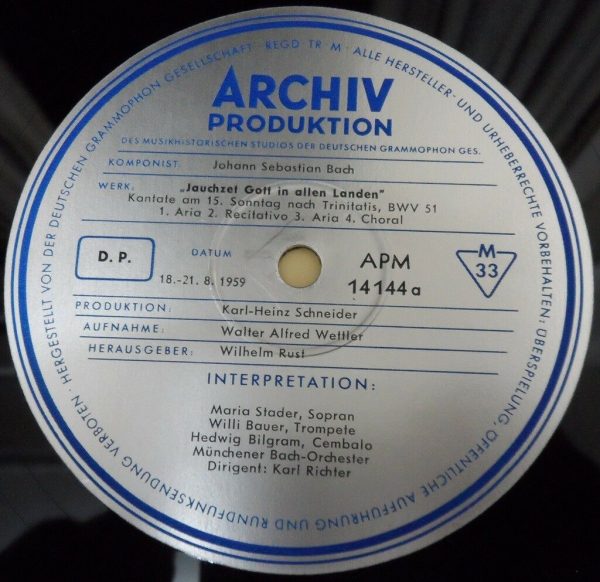 HERGESTELLT VON DER DEUTSCHEN GRAMMOPHON GESELLSCHAFT · REGD TR M · ALLE HERSTELLER- UND URHEBERRECHTE VORBEHALTEN; ÜBERSPIELUNG, ÖFFENTLICHE AUFFÜHRUNG UND RUNDFUNKSENDUNG VERBOTEN ·
ARCHIV
PRODUKTION
DES MUSIKHISTORISCHEN STUDIOS DER DEUTSCHEN GRAMMOPHON GES.
KOMPONIST: Johann Sebastian Bach
WERK: „Jauchzet Gott in allen Landen"
Kantate am 15. Sonntag nach Trinitatis, BWV 51
1. Aria 2. Recitativo 3. Aria 4. Choral
D. P.
DATUM
18.-21. 8. 1959
APM
14144a
M
33
PRODUKTION: Karl-Heinz Schneider
AUFNAHME: Walter Alfred Wettler
HERAUSGEBER: Wilhelm Rust
INTERPRETATION:
Maria Stader, Sopran
Willi Bauer, Trompete
Hedwig Bilgram, Cembalo
Münchener Bach-Orchester
Dirigent: Karl Richter